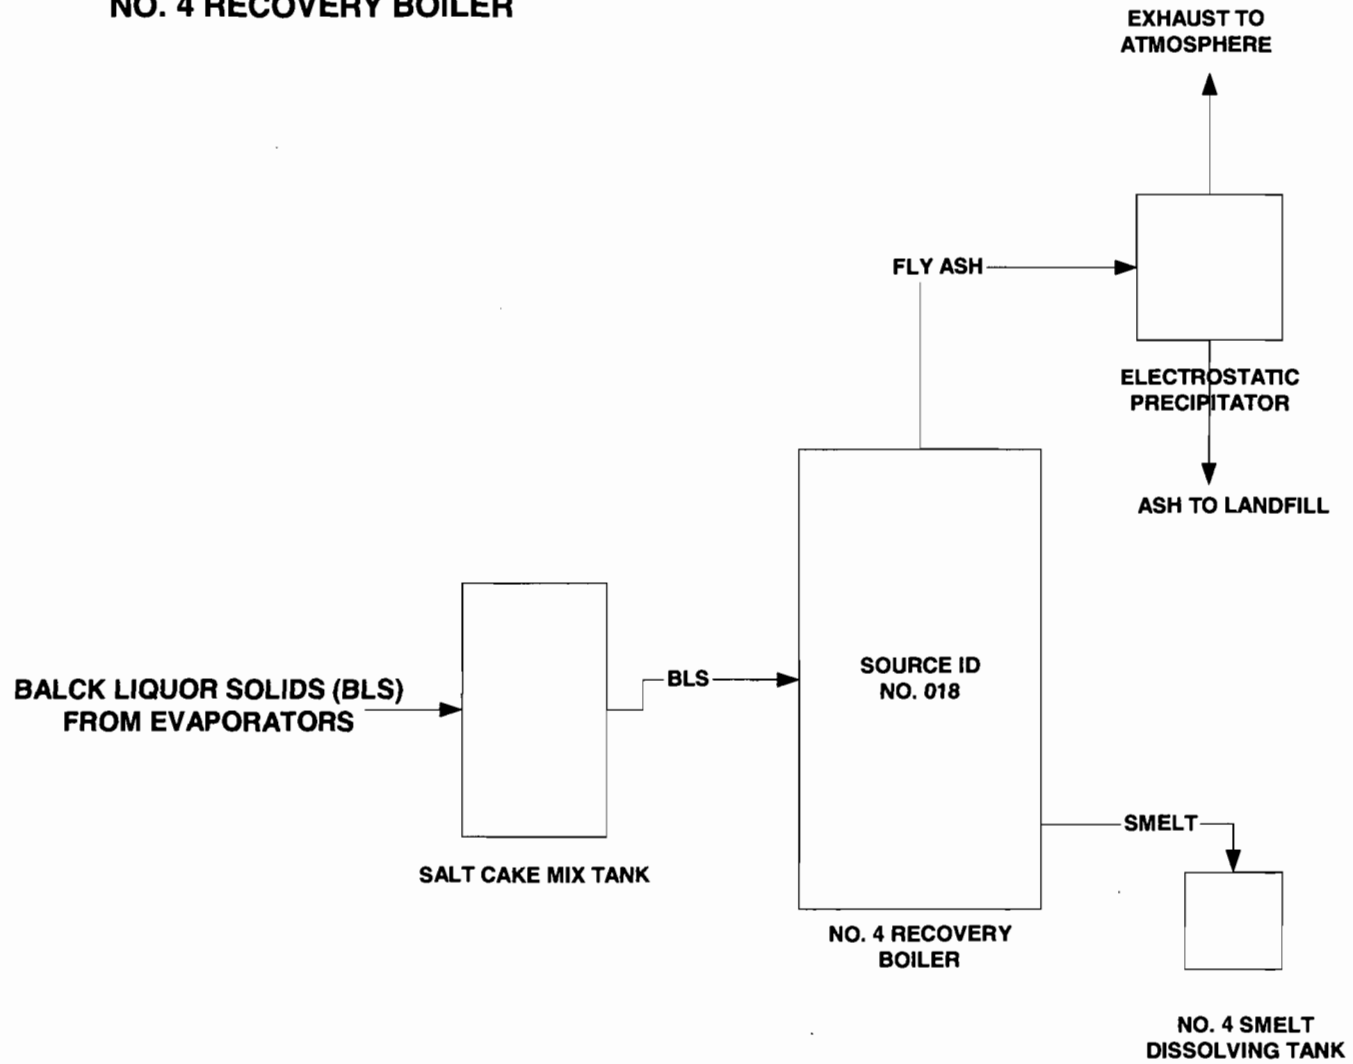 NO. 4 RECOVERY BOILER
EXHAUST TO
ATMOSPHERE
FLY ASH
ELECTROSTATIC
PRECIPITATOR
ASH TO LANDFILL
SOURCE ID
NO. 018
BALCK LIQUOR SOLIDS (BLS)
FROM EVAPORATORS
BLS
SMELT
SALT CAKE MIX TANK
NO. 4 RECOVERY
BOILER
NO. 4 SMELT
DISSOLVING TANK